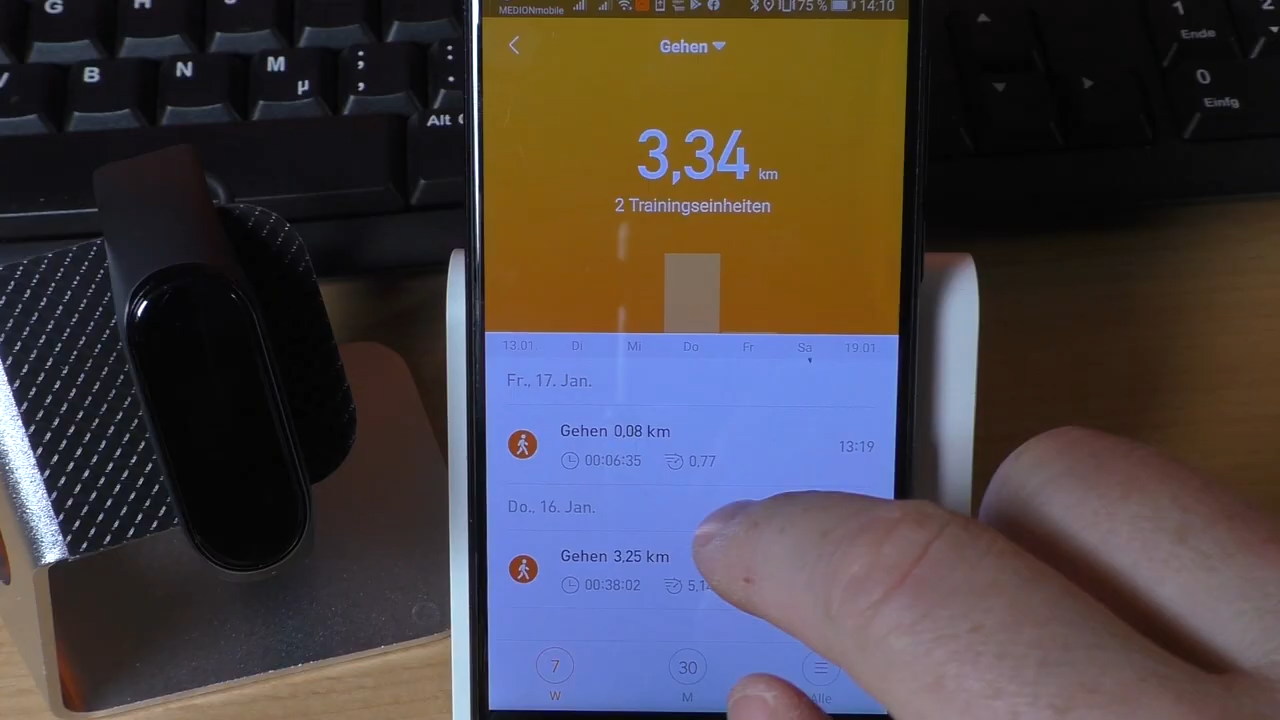 G
H
V
B
N
M
µ
;
,
:
.
Alt
1
Ende
2
0
Einfg
MEDIONmobile
75 %
14:10
Gehen
3,34 km
2 Trainingseinheiten
13.01. Di Mi Do Fr Sa 19.01.
Fr., 17. Jan.
Gehen 0,08 km
00:06:35 0,77
13:19
Do., 16. Jan.
Gehen 3,25 km
00:38:02
7 30
W M Alle